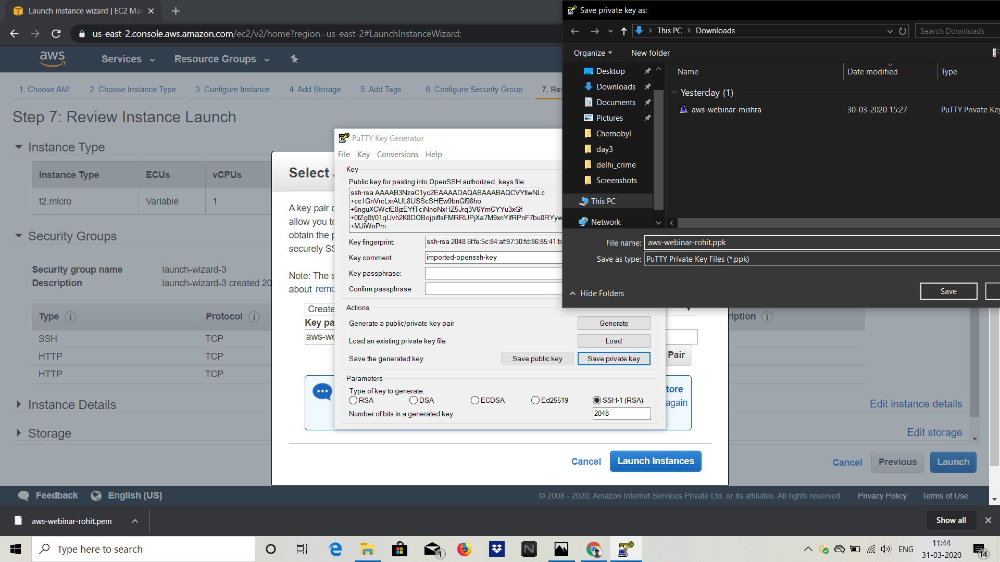 Launch instance wizard | EC2 Mar
us-east-2.console.aws.amazon.com/ec2/v2/home?region=us-east-2#LaunchInstanceWizard:
aws
Services
Resource Groups
1. Choose AMI
2. Choose Instance Type
3. Configure Instance
4. Add Storage
5. Add Tags
6. Configure Security Group
7. Rev
Step 7: Review Instance Launch
Instance Type
Instance Type ECUs vCPUs
t2.micro Variable 1
Security Groups
Security group name launch-wizard-3
Description launch-wizard-3 created 20
Type Protocol
ription
SSH TCP
HTTP TCP
HTTP TCP
Instance Details
Edit instance details
Storage
Edit storage
Cancel Previous Launch
Select
A key pair
allow you to
obtain the p
securely SS
Note: The s
about remo
Create
Key pa
aws-we
Pair
tore
again
Cancel Launch Instances
PuTTY Key Generator
File Key Conversions Help
Key
Public key for pasting into OpenSSH authorized_keys file:
ssh-rsa AAAAB3NzaC1yc2EAAAADAQABAAABAQCVYtlwNLc
+cc1GnVrcLxrAUL8USScSHEw9bnGf98ho
+6nguXCWcfE8jzEYfTciNnoNxHZ5Jrq3V6YmCYYu3xGf
+0fZg8t/01qUvh2K8DOBojpiflsFMRRUPjXa7M9xnYifRPnF7bu8RYyw
+MJiWnPm
Key fingerprint: ssh-rsa 2048 5f:fe:5c:84:af:97:30:fd:86:85:41:b
Key comment: imported-openssh-key
Key passphrase:
Confirm passphrase:
Actions
Generate a public/private key pair Generate
Load an existing private key file Load
Save the generated key Save public key Save private key
Parameters
Type of key to generate:
RSA DSA ECDSA Ed25519 SSH-1 (RSA)
Number of bits in a generated key: 2048
Save private key as:
This PC Downloads
Search Downloads
Organize New folder
Desktop
Downloads
Documents
Pictures
Chernobyl
day3
delhi_crime
Screenshots
This PC
Network
Name Date modified Type
Yesterday (1)
aws-webinar-mishra 30-03-2020 15:27 PuTTY Private Key
File name: aws-webinar-rohit.ppk
Save as type: PuTTY Private Key Files (*.ppk)
Hide Folders
Save
Feedback English (US)
© 2008 - 2020, Amazon Internet Services Private Ltd. or its affiliates. All rights reserved. Privacy Policy Terms of Use
aws-webinar-rohit.pem
Show all
Type here to search
1
ENG
11:44
31-03-2020
14